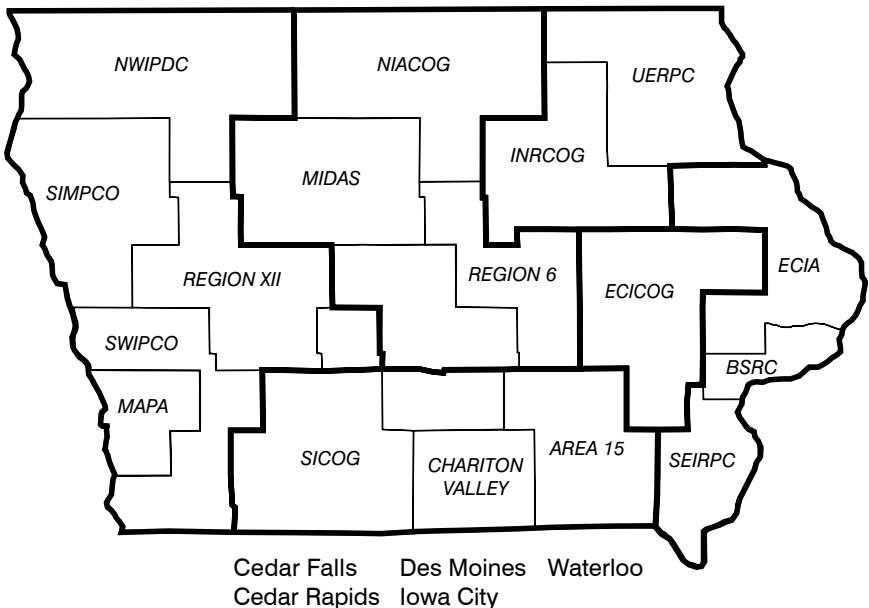 NWIPDC
NIACOG
UERPC
INRCOG
MIDAS
SIMPCO
ECIA
REGION XII
REGION 6
ECICOG
SWIPCO
BSRC
MAPA
AREA 15
SICOG
SEIRPC
CHARITON
VALLEY
Cedar Falls Des Moines Waterloo
Cedar Rapids Iowa City